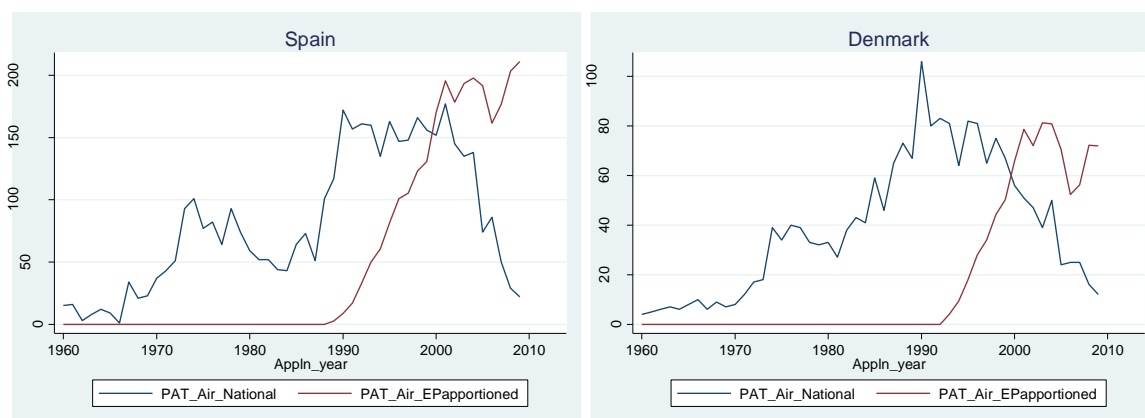 Spain
200
150
100
50
0
1960 1970 1980 1990 2000 2010
Appln_year
PAT_Air_National PAT_Air_EPapportioned
Denmark
100
80
60
40
20
0
1960 1970 1980 1990 2000 2010
Appln_year
PAT_Air_National PAT_Air_EPapportioned